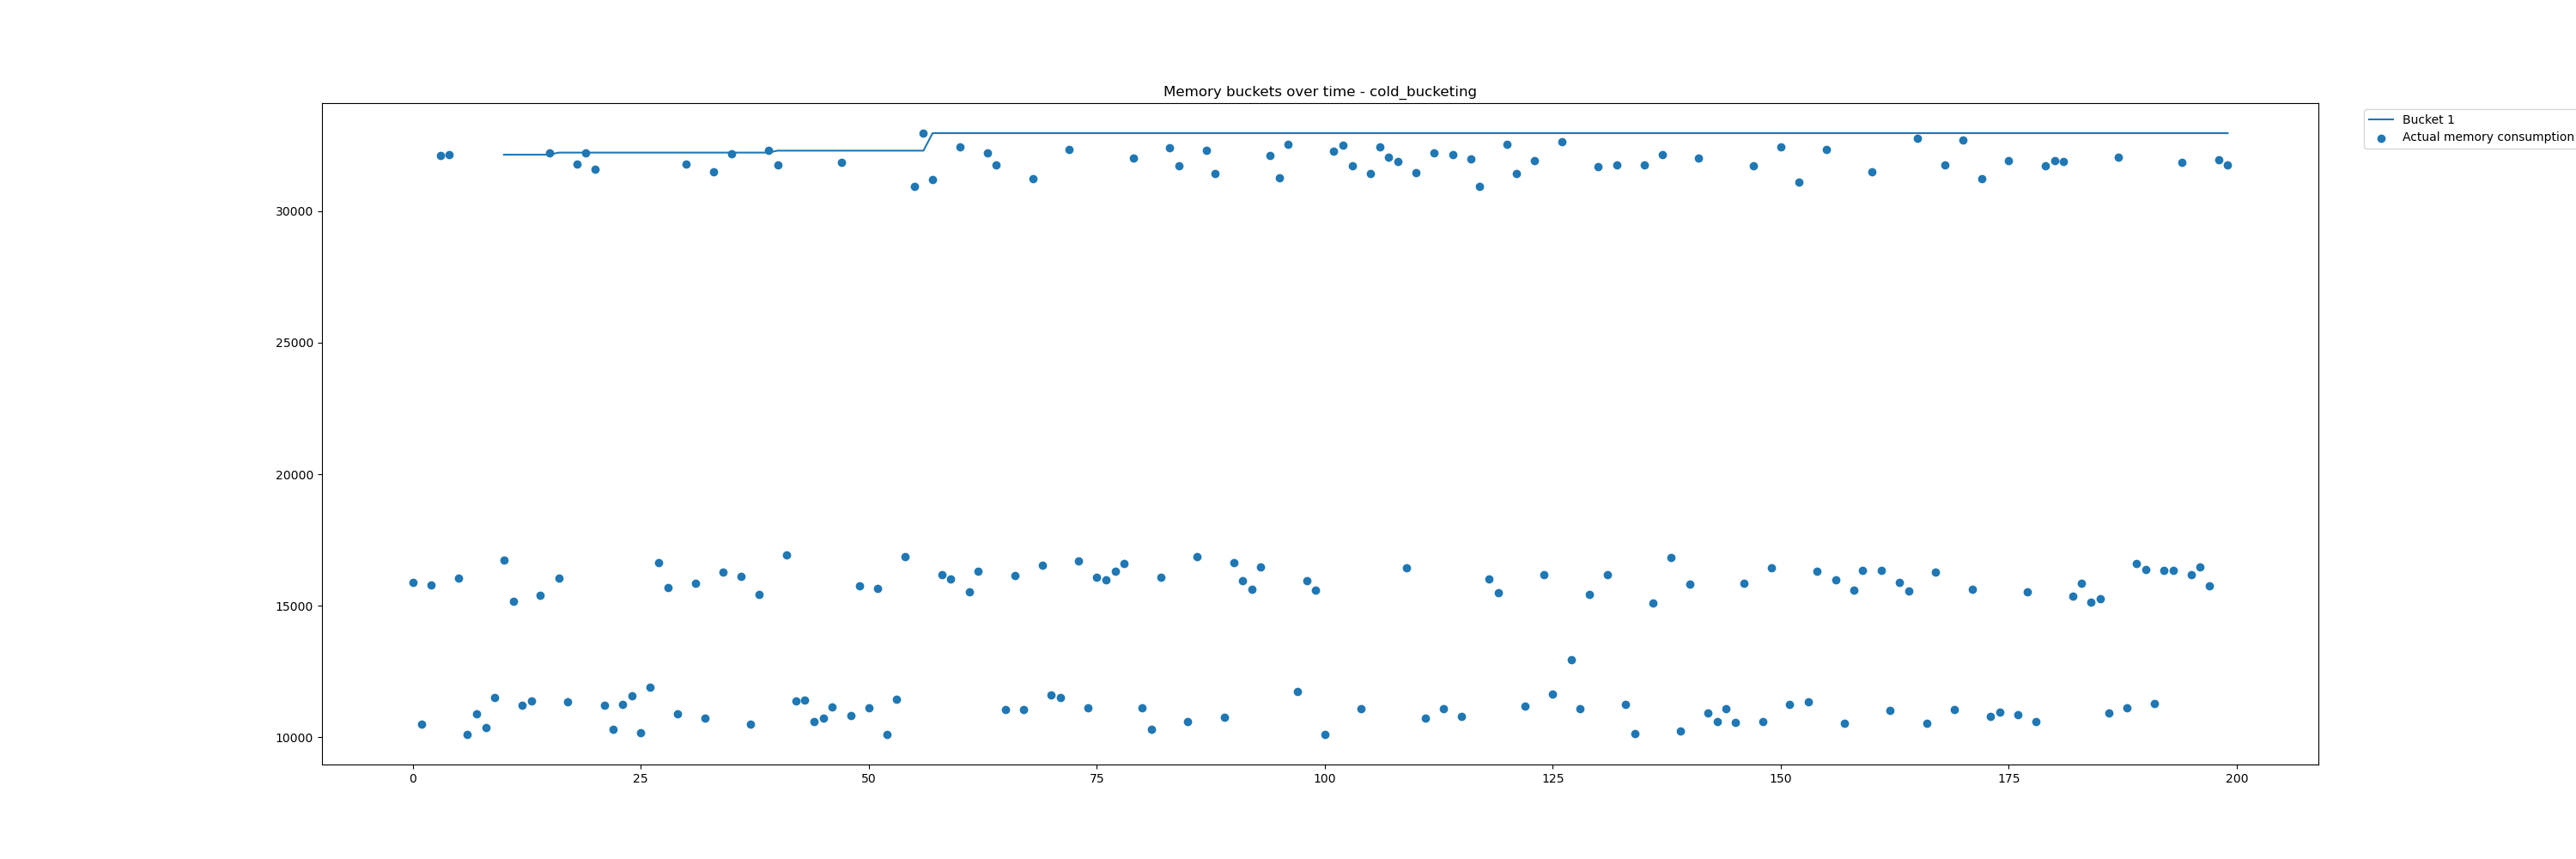 Memory buckets over time - cold_bucketing
Bucket 1
Actual memory consumption
30000
25000
20000
15000
10000
0 25 50 75 100 125 150 175 200